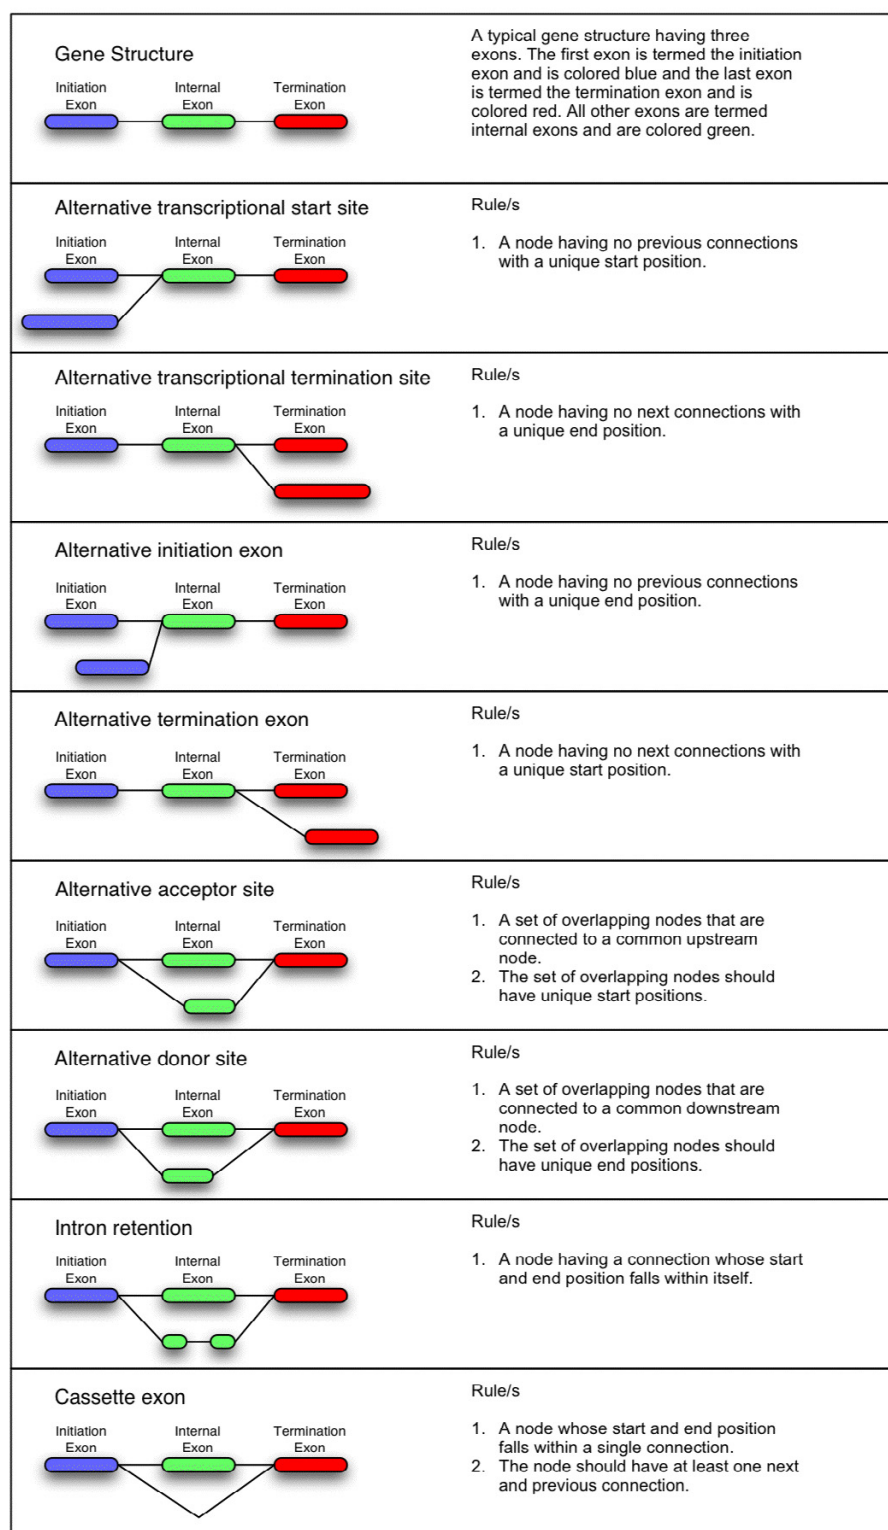 Gene Structure
Initiation Exon
Internal Exon
Termination Exon
A typical gene structure having three
exons. The first exon is termed the initiation
exon and is colored blue and the last exon
is termed the termination exon and is
colored red. All other exons are termed
internal exons and are colored green.
Alternative transcriptional start site
Initiation Exon
Internal Exon
Termination Exon
Rule/s
1. A node having no previous connections
with a unique start position.
Alternative transcriptional termination site
Initiation Exon
Internal Exon
Termination Exon
Rule/s
1. A node having no next connections with
a unique end position.
Alternative initiation exon
Initiation Exon
Internal Exon
Termination Exon
Rule/s
1. A node having no previous connections
with a unique end position.
Alternative termination exon
Initiation Exon
Internal Exon
Termination Exon
Rule/s
1. A node having no next connections with
a unique start position.
Alternative acceptor site
Initiation Exon
Internal Exon
Termination Exon
Rule/s
1. A set of overlapping nodes that are
connected to a common upstream
node.
2. The set of overlapping nodes should
have unique start positions.
Alternative donor site
Initiation Exon
Internal Exon
Termination Exon
Rule/s
1. A set of overlapping nodes that are
connected to a common downstream
node.
2. The set of overlapping nodes should
have unique end positions.
Intron retention
Initiation Exon
Internal Exon
Termination Exon
Rule/s
1. A node having a connection whose start
and end position falls within itself.
Cassette exon
Initiation Exon
Internal Exon
Termination Exon
Rule/s
1. A node whose start and end position
falls within a single connection.
2. The node should have at least one next
and previous connection.